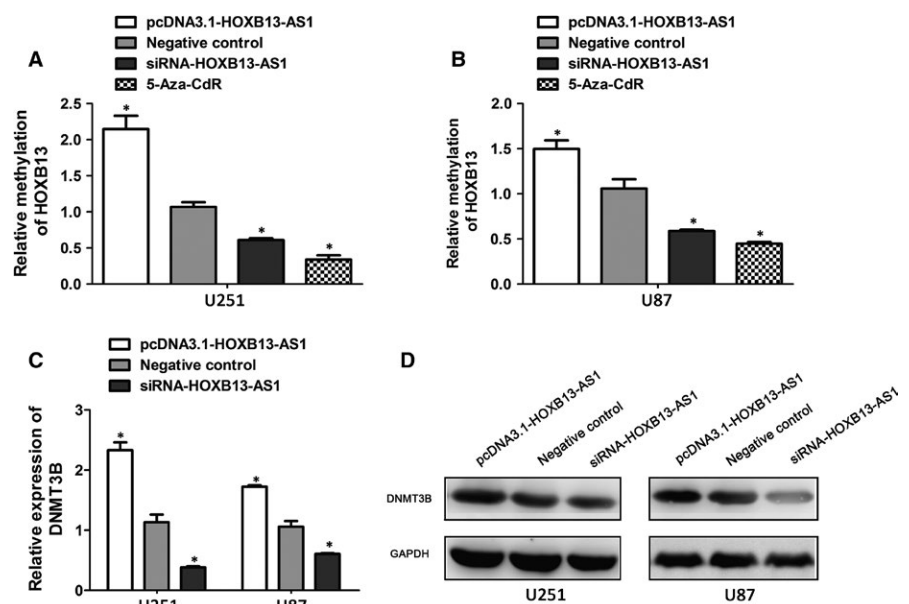 A
pcDNA3.1-HOXB13-AS1
Negative control
siRNA-HOXB13-AS1
5-Aza-CdR
Relative methylation
of HOXB13
2.5
2.0
1.5
1.0
0.5
0.0
*
*
*
U251
B
pcDNA3.1-HOXB13-AS1
Negative control
siRNA-HOXB13-AS1
5-Aza-CdR
Relative methylation
of HOXB13
2.0
1.5
1.0
0.5
0.0
*
*
*
U87
C
pcDNA3.1-HOXB13-AS1
Negative control
siRNA-HOXB13-AS1
Relative expression of
DNMT3B
3
2
1
0
*
*
*
*
U251
U87
D
pcDNA3.1-HOXB13-AS1
Negative control
siRNA-HOXB13-AS1
pcDNA3.1-HOXB13-AS1
Negative control
siRNA-HOXB13-AS1
DNMT3B
GAPDH
U251
U87